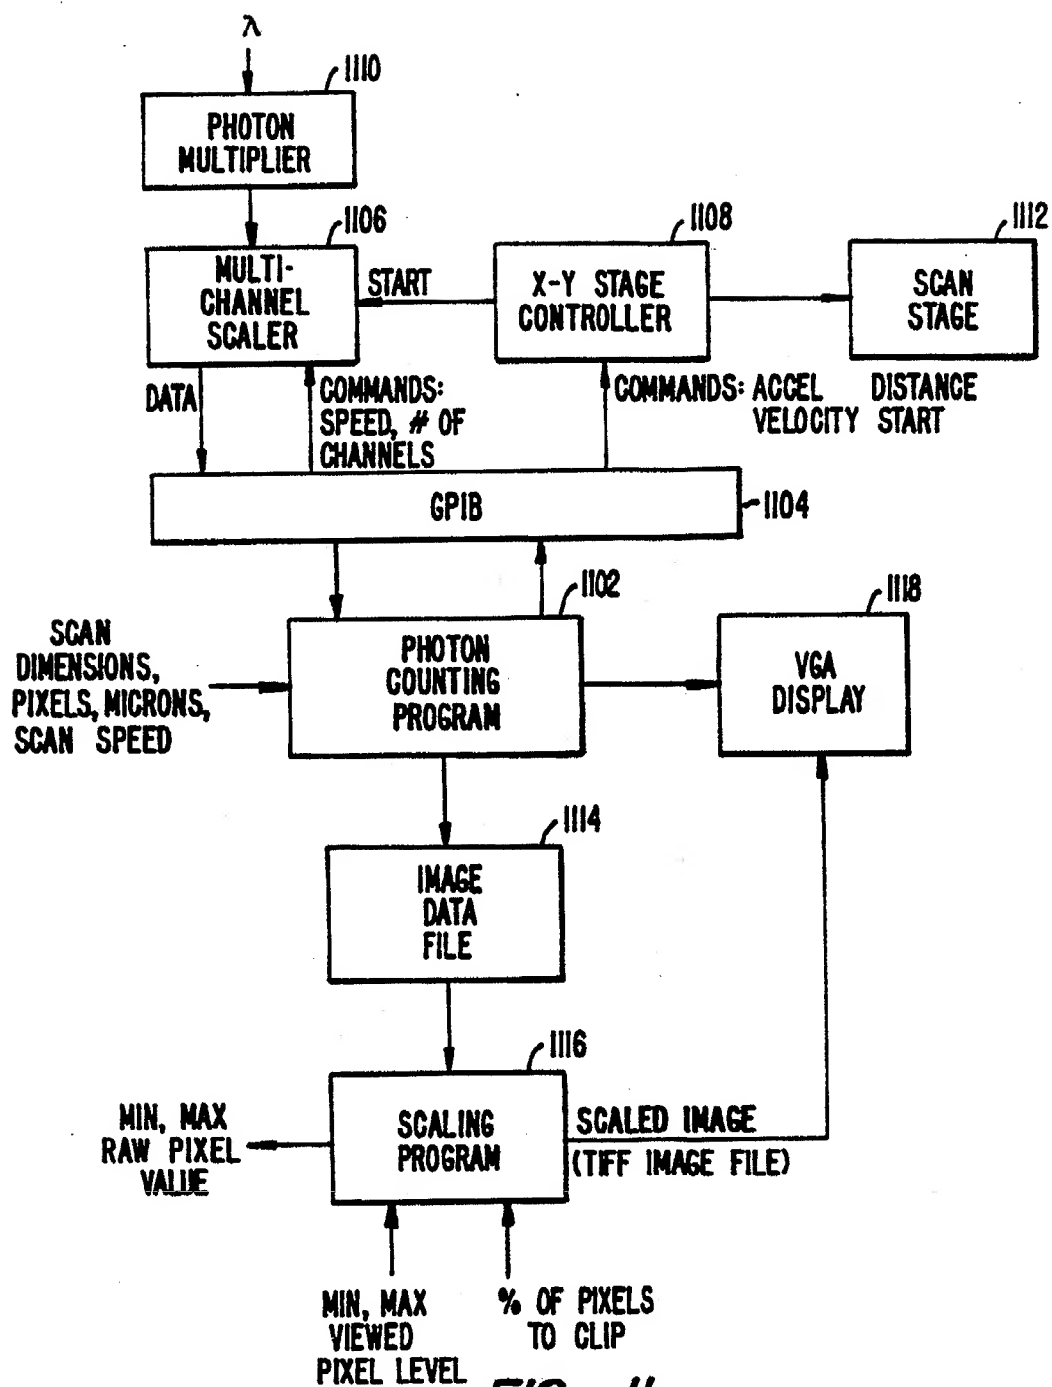 λ
1110
PHOTON
MULTIPLIER
1106
MULTI-
CHANNEL
SCALER
START
1108
X-Y STAGE
CONTROLLER
1112
SCAN
STAGE
DATA
COMMANDS:
SPEED, # OF
CHANNELS
COMMANDS: ACCEL DISTANCE
VELOCITY START
GPIB
1104
1102
PHOTON
COUNTING
PROGRAM
SCAN
DIMENSIONS,
PIXELS, MICRONS,
SCAN SPEED
1118
VGA
DISPLAY
1114
IMAGE
DATA
FILE
1116
SCALING
PROGRAM
MIN, MAX
RAW PIXEL
VALUE
SCALED IMAGE
(TIFF IMAGE FILE)
MIN, MAX
VIEWED
PIXEL LEVEL
% OF PIXELS
TO CLIP